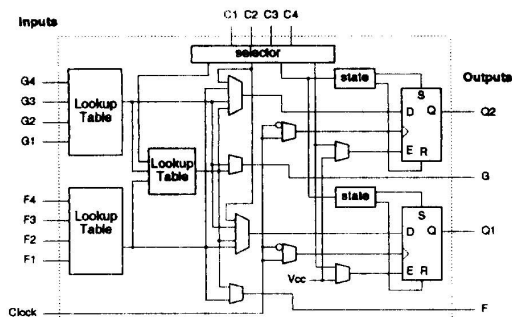 C1 C2 C3 C4
Inputs
selector
Outputs
G4
G3
G2
G1
Lookup
Table
state
S
D
Q
Q2
E
R
Lookup
Table
G
F4
F3
F2
F1
Lookup
Table
state
S
D
Q
Q1
E
R
Vcc
Clock
F